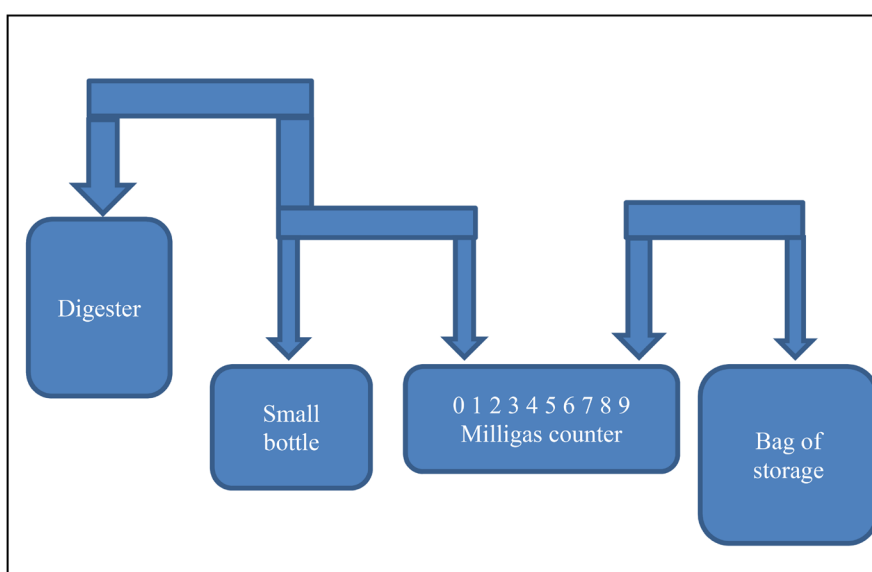 Digester
Small
bottle
0 1 2 3 4 5 6 7 8 9
Milligas counter
Bag of
storage